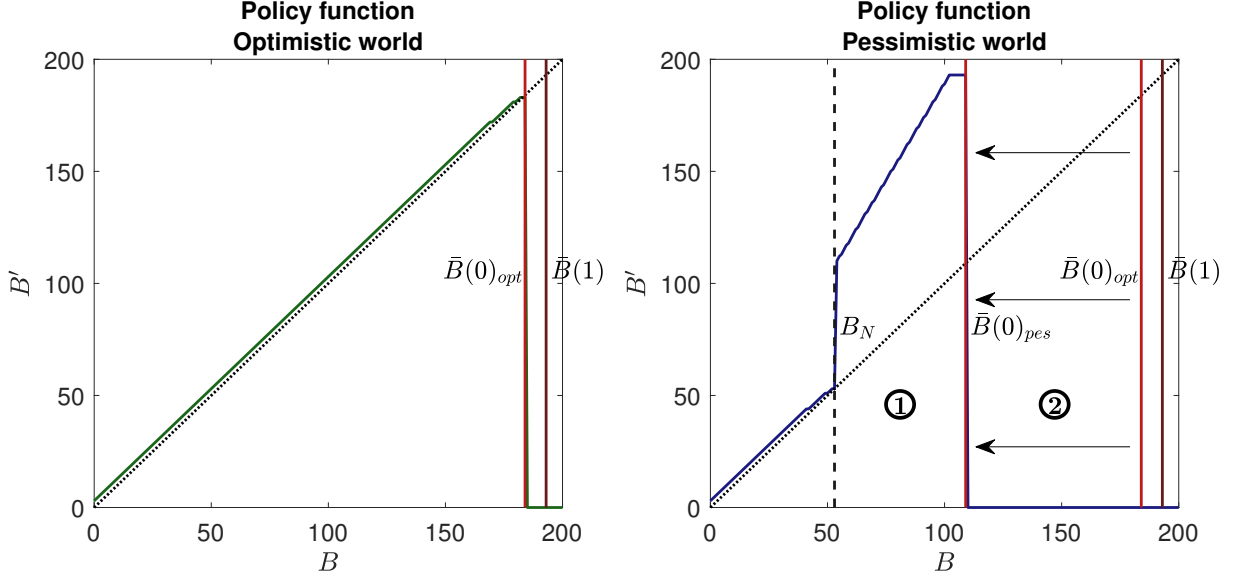 Policy function
Optimistic world
200
150
100
50
0
B'
B̄(0)opt
B̄(1)
0
50
100
150
200
B
Policy function
Pessimistic world
200
150
100
50
0
B'
B_N
B̄(0)pes
B̄(0)opt
B̄(1)
①
②
0
50
100
150
200
B